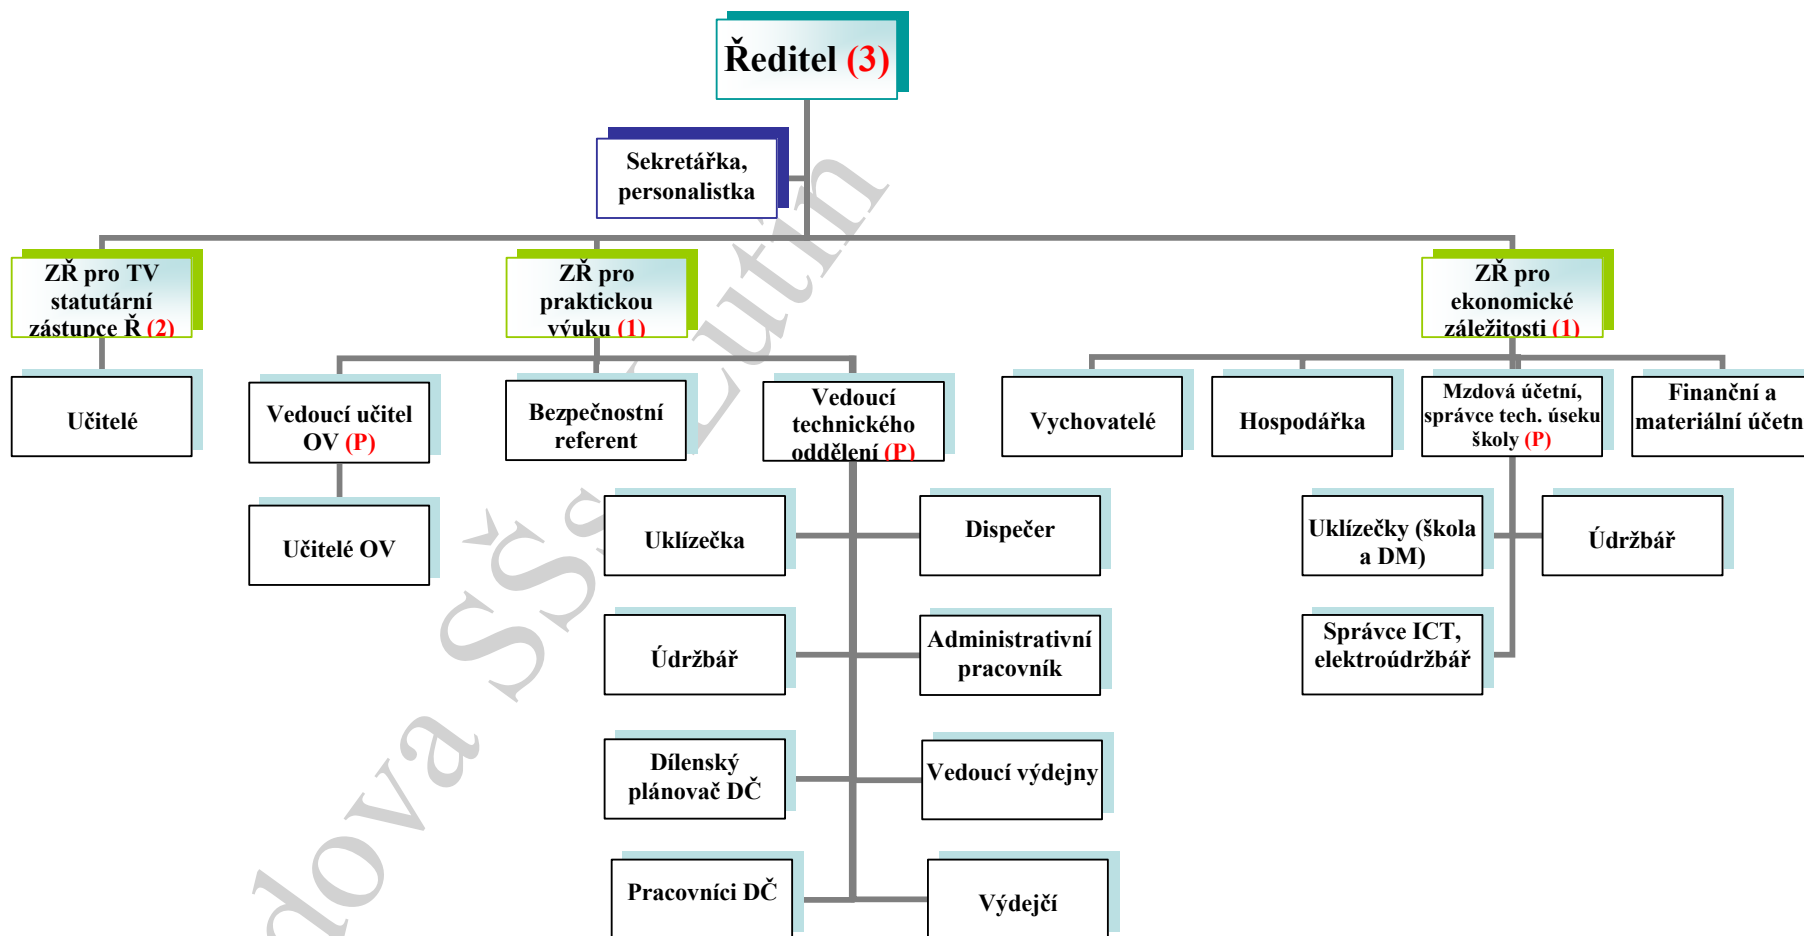 Ředitel (3)
Sekretářka,
personalistka
ZŘ pro TV
statutární
zástupce Ř (2)
ZŘ pro
praktickou
výuku (1)
ZŘ pro
ekonomické
záležitosti (1)
Učitelé
Vedoucí učitel
OV (P)
Bezpečnostní
referent
Vedoucí
technického
oddělení (P)
Vychovatelé
Hospodářka
Mzdová účetní,
správce tech. úseku
školy (P)
Finanční a
materiální účetn
Učitelé OV
Uklízečka
Dispečer
Uklízečky (škola
a DM)
Údržbář
Údržbář
Administrativní
pracovník
Správce ICT,
elektroúdržbář
Dílenský
plánovač DČ
Vedoucí výdejny
Pracovníci DČ
Výdejčí
dova SŠs Lutín